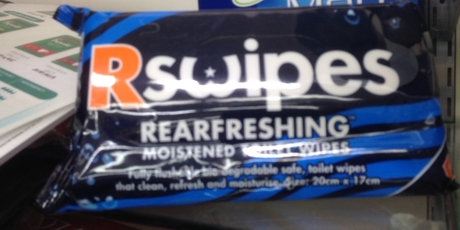 MEN
Rswipes
REARFRESHING™
MOISTENED TOILET WIPES
Fully flushable bio degradable safe, toilet wipes
that clean, refresh and moisturise. Size: 20cm x 17cm